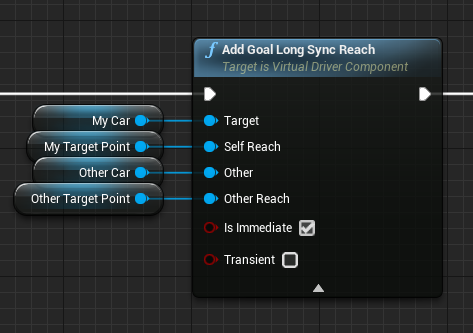 f Add Goal Long Sync Reach
Target is Virtual Driver Component
My Car
Target
My Target Point
Self Reach
Other Car
Other
Other Target Point
Other Reach
Is Immediate
Transient